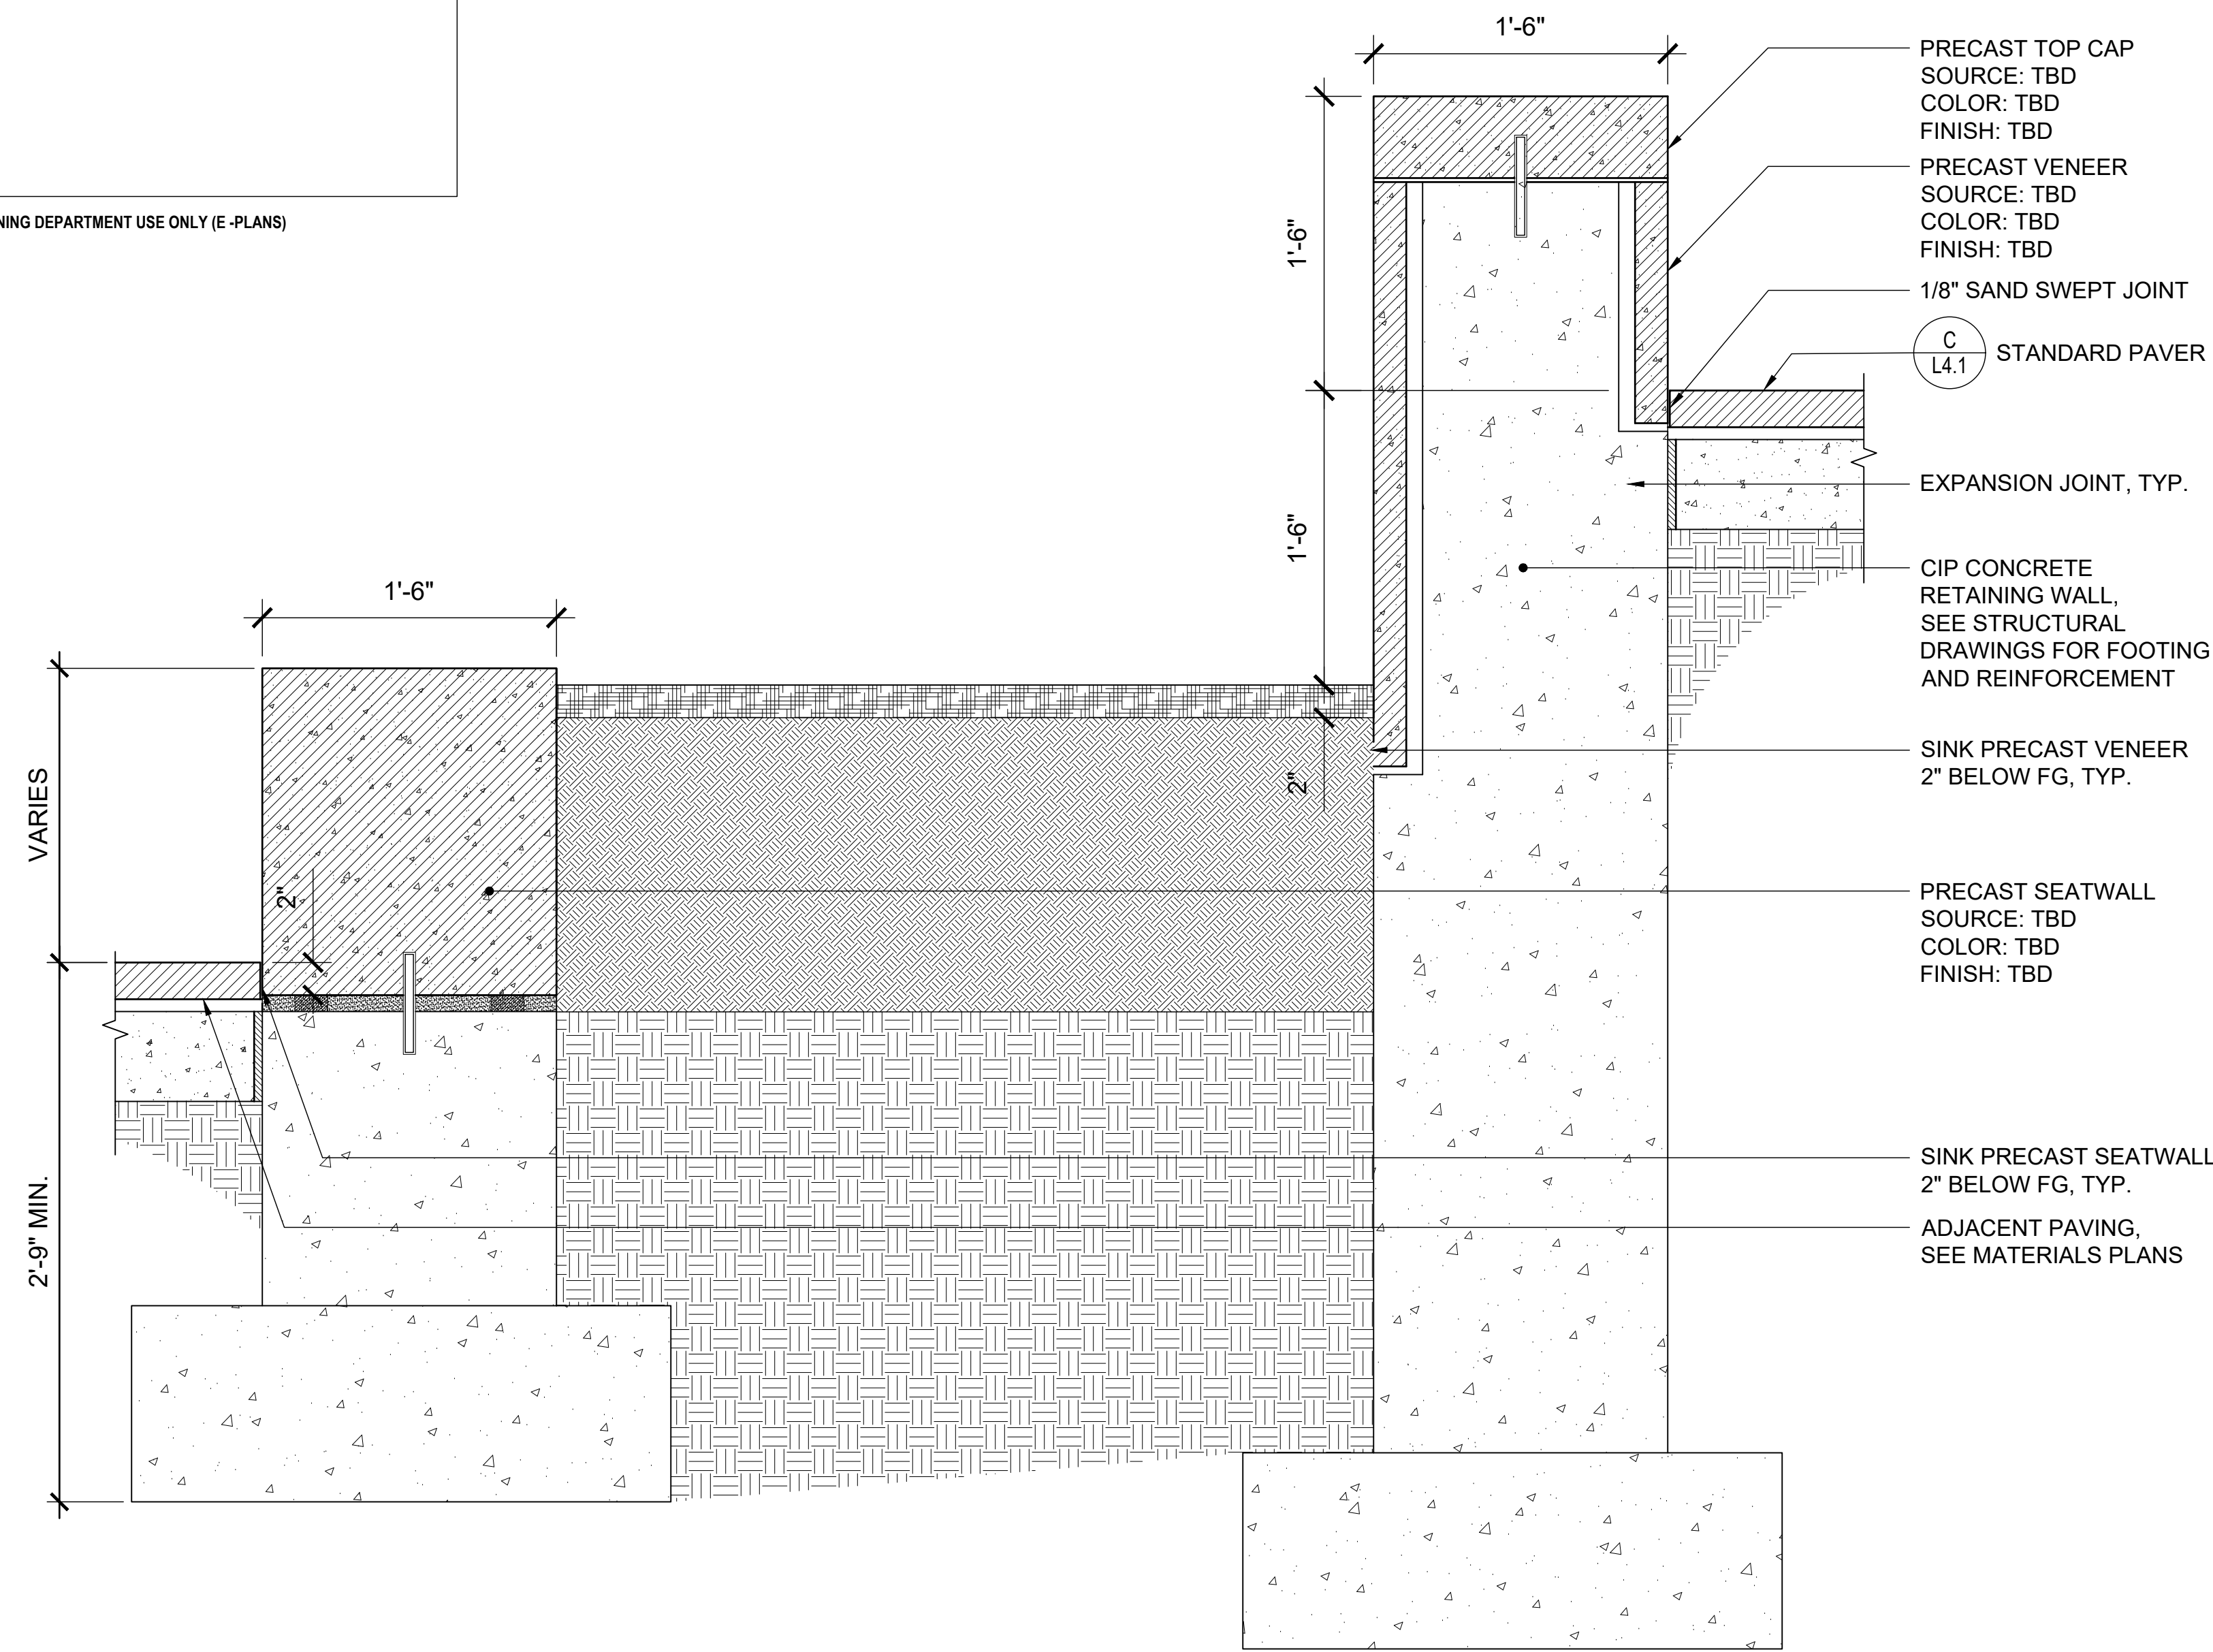 NING DEPARTMENT USE ONLY (E -PLANS)
1'-6"
PRECAST TOP CAP
SOURCE: TBD
COLOR: TBD
FINISH: TBD
PRECAST VENEER
SOURCE: TBD
COLOR: TBD
FINISH: TBD
1/8" SAND SWEPT JOINT
C
L4.1
STANDARD PAVER
1'-6"
EXPANSION JOINT, TYP.
1'-6"
CIP CONCRETE
RETAINING WALL,
SEE STRUCTURAL
DRAWINGS FOR FOOTING
AND REINFORCEMENT
1'-6"
2"
SINK PRECAST VENEER
2" BELOW FG, TYP.
VARIES
2"
PRECAST SEATWALL
SOURCE: TBD
COLOR: TBD
FINISH: TBD
2'-9" MIN.
SINK PRECAST SEATWALL
2" BELOW FG, TYP.
ADJACENT PAVING,
SEE MATERIALS PLANS